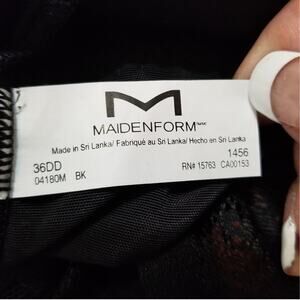 M
MAIDENFORM™
Made in Sri Lanka/ Fabriqué au Sri Lanka/ Hecho en Sri Lanka
36DD 1456
04180M BK RN# 15763 CA00153